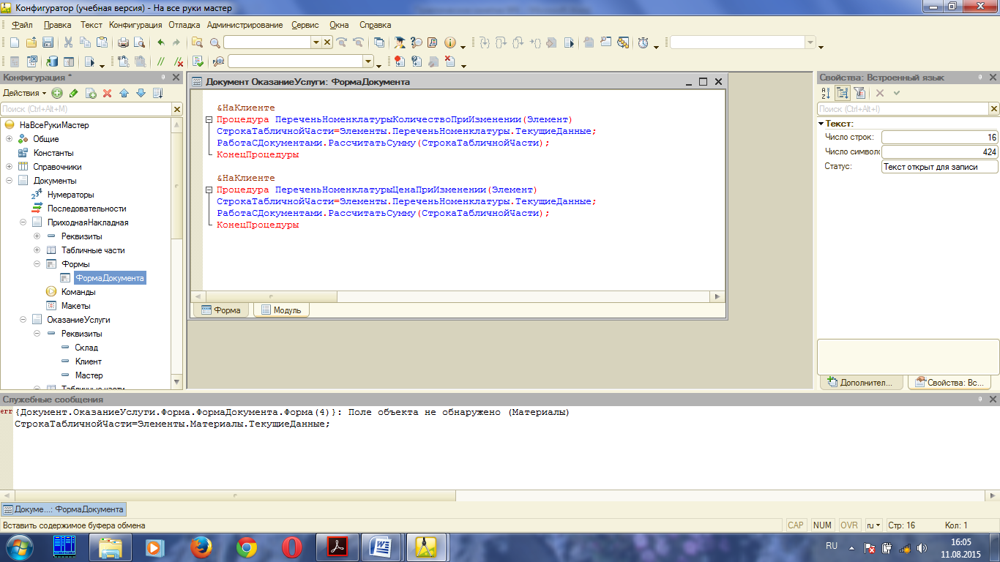 Конфигуратор (учебная версия) - На все руки мастер
Файл Правка Текст Конфигурация Отладка Администрирование Сервис Окна Справка
Конфигурация *
Действия
Поиск (Ctrl+Alt+M)
НаВсеРукиМастер
Общие
Константы
Справочники
Документы
Нумераторы
Последовательности
ПриходнаяНакладная
Реквизиты
Табличные части
Формы
ФормаДокумента
Команды
Макеты
ОказаниеУслуги
Реквизиты
Склад
Клиент
Мастер
Табличные части
Документ ОказаниеУслуги: ФормаДокумента
&НаКлиенте
Процедура ПереченьНоменклатурыКоличествоПриИзменении(Элемент)
СтрокаТабличнойЧасти=Элементы.ПереченьНоменклатуры.ТекущиеДанные;
РаботаСДокументами.РассчитатьСумму(СтрокаТабличнойЧасти);
КонецПроцедуры
&НаКлиенте
Процедура ПереченьНоменклатурыЦенаПриИзменении(Элемент)
СтрокаТабличнойЧасти=Элементы.ПереченьНоменклатуры.ТекущиеДанные;
РаботаСДокументами.РассчитатьСумму(СтрокаТабличнойЧасти);
КонецПроцедуры
Форма Модуль
Свойства: Встроенный язык
Поиск (Ctrl+Alt+I)
Текст:
Число строк: 16
Число символо 424
Статус: Текст открыт для записи
Дополнител... Свойства: Вс...
Служебные сообщения
err {Документ.ОказаниеУслуги.Форма.ФормаДокумента.Форма(4)}: Поле объекта не обнаружено (Материалы)
СтрокаТабличнойЧасти=Элементы.Материалы.ТекущиеДанные;
Докуме...: ФормаДокумента
Вставить содержимое буфера обмена CAP NUM OVR ru Стр: 16 Кол: 1
RU 16:05
11.08.2015